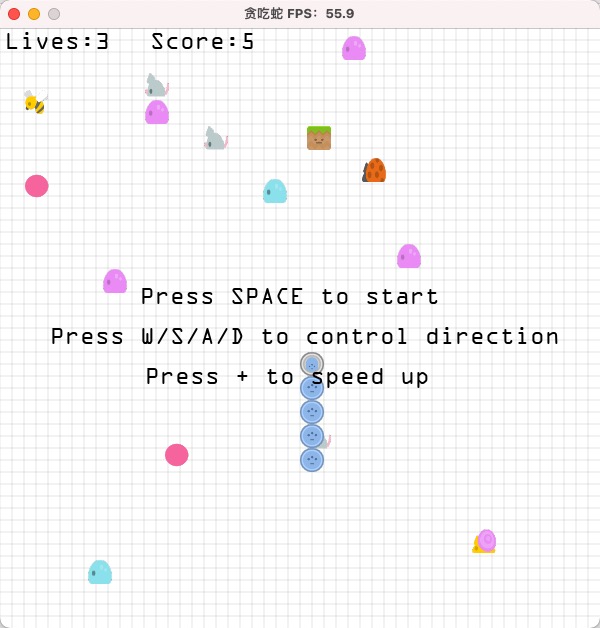 贪吃蛇 FPS: 55.9
Lives:3 Score:5
Press SPACE to start
Press W/S/A/D to control direction
Press + to speed up